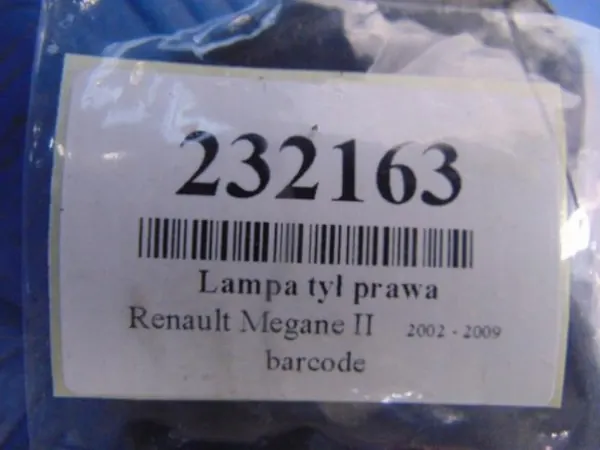 232163
Lampa tył prawa
Renault Megane II 2002 - 2009
barcode